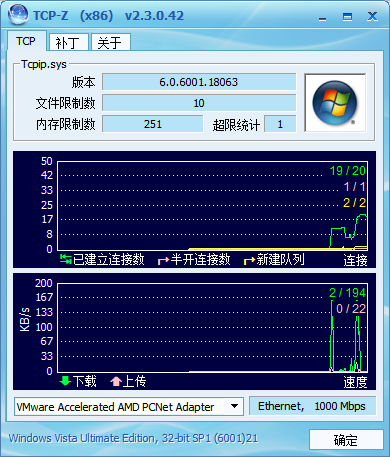 TCP-Z (x86) v2.3.0.42
TCP 补丁 关于
Tcpip.sys
版本 6.0.6001.18063
文件限制数 10
内存限制数 251 超限统计 1
50
42
33
25
17
8
0
19 / 20
1 / 1
2 / 2
已建立连接数 半开连接数 新建队列 连接
KB/s
200
167
133
100
67
33
0
2 / 194
0 / 22
下载 上传 速度
VMware Accelerated AMD PCNet Adapter Ethernet, 1000 Mbps
Windows Vista Ultimate Edition, 32-bit SP1 (6001)21 确定